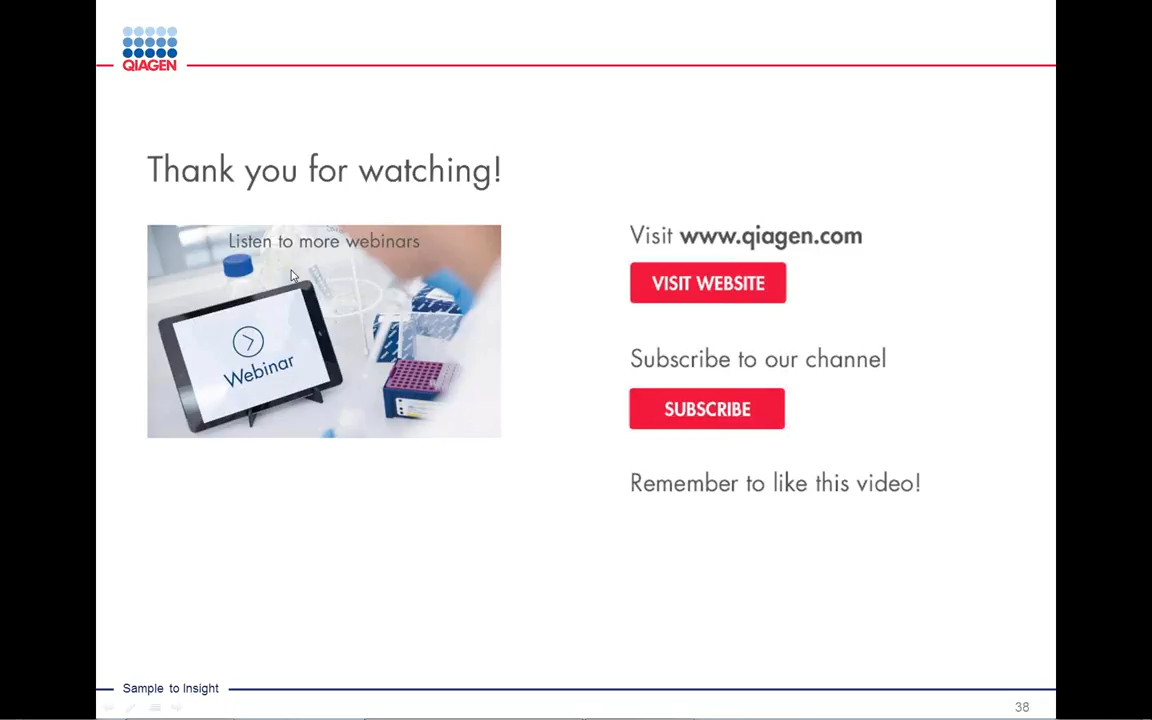 QIAGEN
Thank you for watching!
Listen to more webinars
Webinar
Visit www.qiagen.com
VISIT WEBSITE
Subscribe to our channel
SUBSCRIBE
Remember to like this video!
Sample to Insight
38